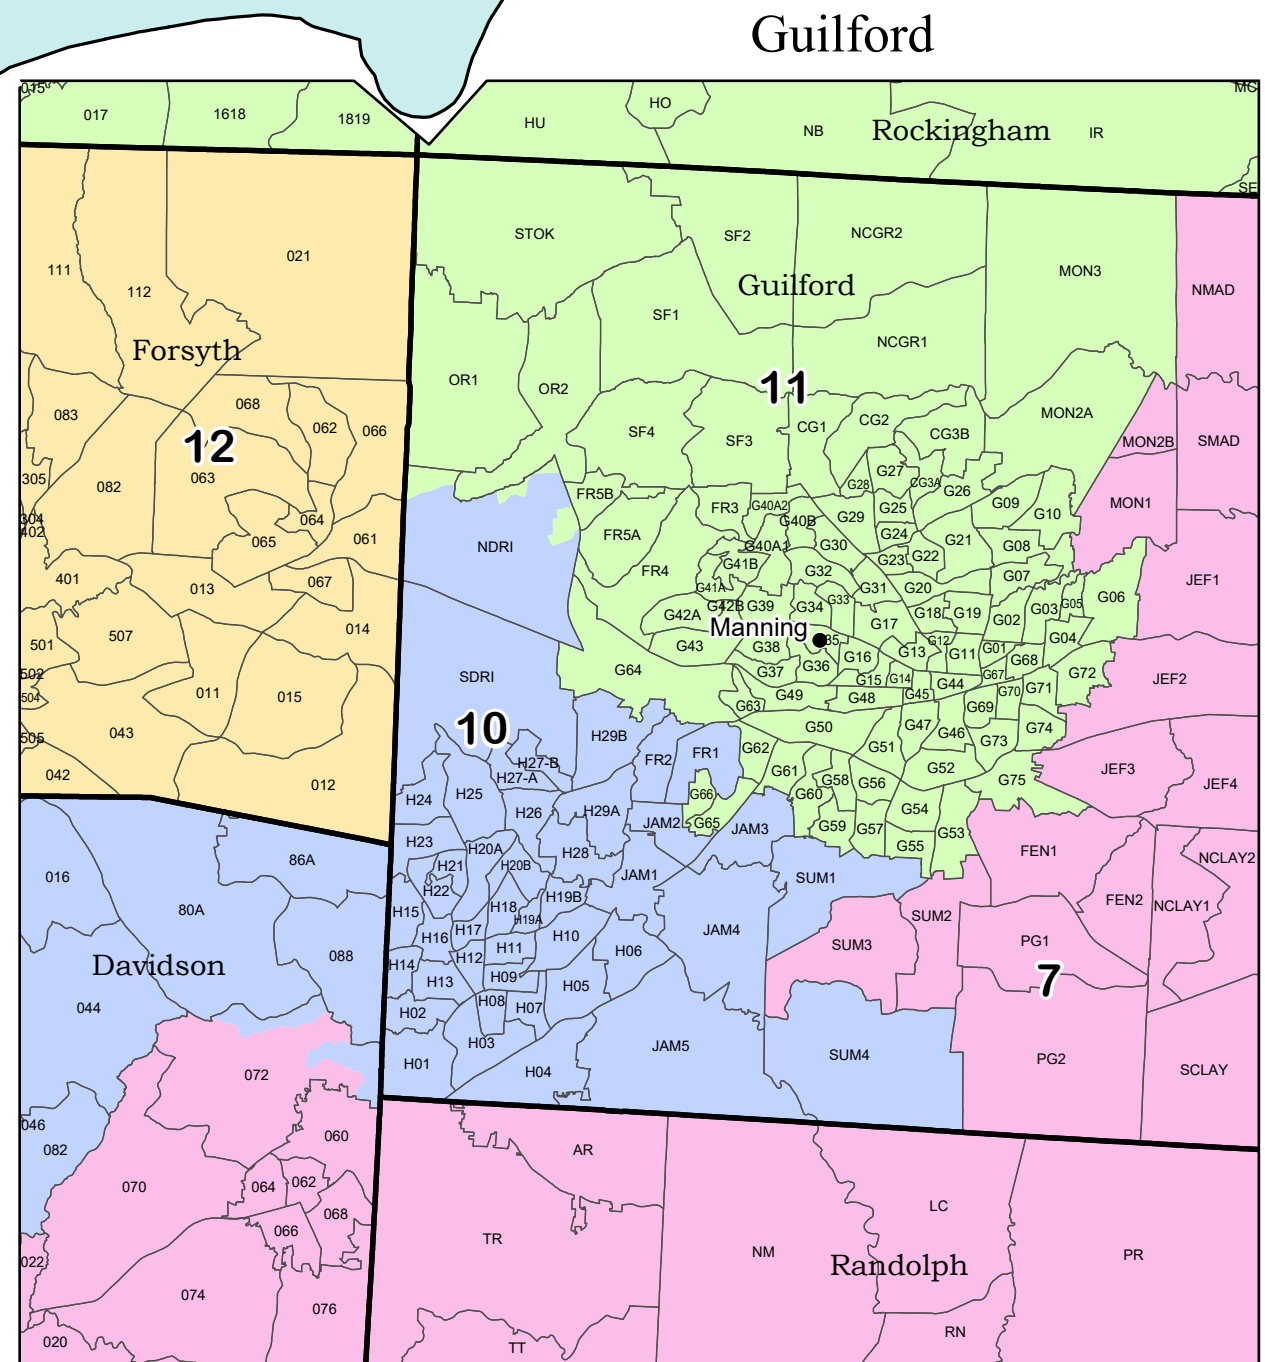 Guilford
015
017
1618
1819
HU
HO
NB
Rockingham
IR
MC
SE
111
112
021
Forsyth
STOK
SF2
NCGR2
MON3
NMAD
Guilford
SF1
NCGR1
OR1
OR2
11
083
068
062
066
12
063
305
082
304
402
064
065
061
SF4
SF3
CG1
CG2
CG3B
MON2A
MON2B
SMAD
G27
G28
CG3A
G26
MON1
FR5B
FR3
G40A2
G40B
G29
G25
G09
G10
NDRI
FR5A
G40A1
G30
G24
G21
G08
FR4
G41B
G41A
G32
G23
G22
G07
JEF1
401
013
067
G42A
G42B
G39
G34
G33
G31
G20
G18
G19
G02
G03
G05
G06
501
507
014
Manning
35
G17
G12
G04
502
G43
G38
G36
G16
G13
G11
G01
G68
504
011
015
SDRI
G64
G37
G15
G14
G44
G67
G70
G71
G72
JEF2
505
043
10
G63
G49
G48
G45
G69
042
012
H29B
G50
G47
G46
G73
G74
H27-B
H27-A
FR2
FR1
G62
G51
G61
G52
G75
JEF3
JEF4
H24
H25
H26
H29A
G66
G65
G58
G60
G56
G54
JAM2
JAM3
G59
G57
G55
G53
H23
H20A
H28
FEN1
NCLAY2
016
86A
H21
H20B
H22
JAM1
SUM1
80A
H15
H18
H19B
H19A
FEN2
NCLAY1
Davidson
088
H16
H17
H10
JAM4
SUM2
SUM3
PG1
H14
H12
H11
H06
7
044
H13
H09
H05
H02
H08
H07
H01
H03
H04
JAM5
SUM4
PG2
SCLAY
072
046
082
060
AR
070
064
062
068
066
LC
022
TR
NM
Randolph
PR
074
076
020
TT
RN